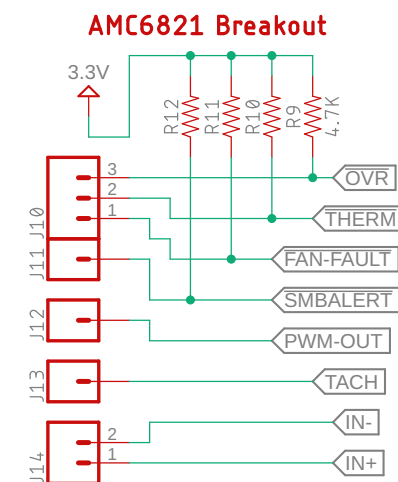 AMC6821 Breakout
3.3V
R12
R11
R10
R9
4.7K
3
2
1
J10
J11
J12
J13
2
1
J14
OVR
THERM
FAN-FAULT
SMBALERT
PWM-OUT
TACH
IN-
IN+